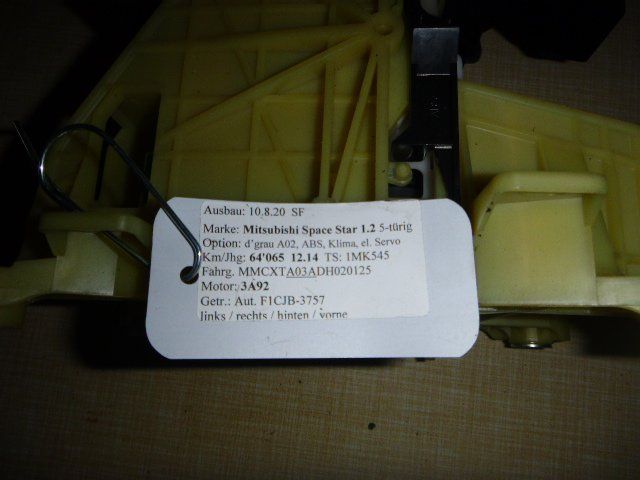 Ausbau: 10.8.20 SF
Marke: Mitsubishi Space Star 1.2 5-türig
Option: d'grau A02, ABS, Klima, el. Servo
Km/Jhg: 64'065 12.14 TS: 1MK545
Fahrg. MMCXTA03ADH020125
Motor: 3A92
Getr.: Aut. F1CJB-3757
links / rechts / hinten / vorne